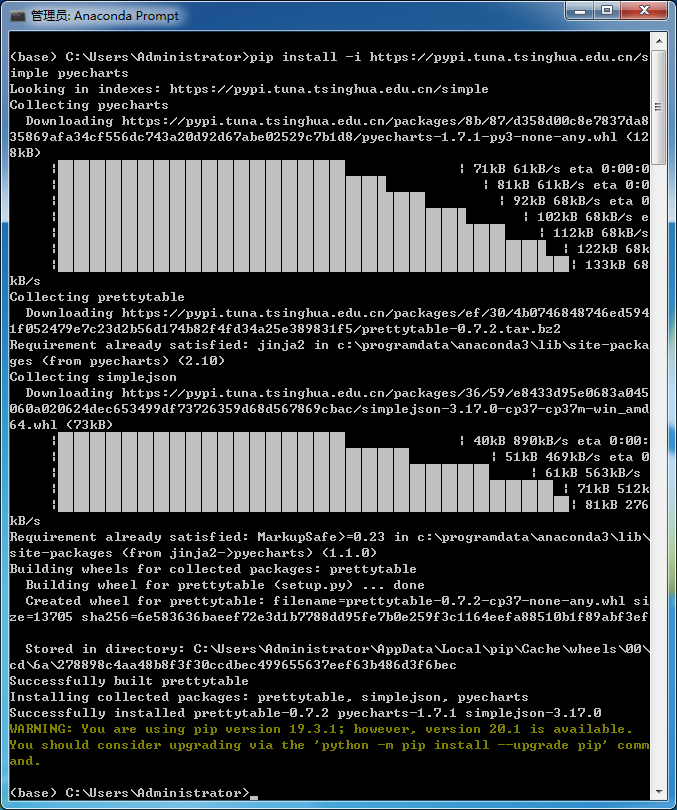 管理员: Anaconda Prompt
(base) C:\Users\Administrator>pip install -i https://pypi.tuna.tsinghua.edu.cn/s
imple pyecharts
Looking in indexes: https://pypi.tuna.tsinghua.edu.cn/simple
Collecting pyecharts
  Downloading https://pypi.tuna.tsinghua.edu.cn/packages/8b/87/d358d00c8e7837da8
35869afa34cf556dc743a20d92d67abe02529c7b1d8/pyecharts-1.7.1-py3-none-any.whl (12
8kB)
| | 71kB 61kB/s eta 0:00:0
| | 81kB 61kB/s eta 0:0
| | 92kB 68kB/s eta 0
| | 102kB 68kB/s e
| | 112kB 68kB/s
| | 122kB 68k
| | 133kB 68
kB/s
Collecting prettytable
  Downloading https://pypi.tuna.tsinghua.edu.cn/packages/ef/30/4b0746848746ed594
1f052479e7c23d2b56d174b82f4fd34a25e389831f5/prettytable-0.7.2.tar.bz2
Requirement already satisfied: jinja2 in c:\programdata\anaconda3\lib\site-packa
ges (from pyecharts) (2.10)
Collecting simplejson
  Downloading https://pypi.tuna.tsinghua.edu.cn/packages/36/59/e8433d95e0683a045
060a020624dec653499df73726359d68d567869cbac/simplejson-3.17.0-cp37-cp37m-win_amd
64.whl (73kB)
| | 40kB 890kB/s eta 0:00:
| | 51kB 469kB/s eta 0
| | 61kB 563kB/s
| | 71kB 512k
| | 81kB 276
kB/s
Requirement already satisfied: MarkupSafe>=0.23 in c:\programdata\anaconda3\lib\
site-packages (from jinja2->pyecharts) (1.1.0)
Building wheels for collected packages: prettytable
  Building wheel for prettytable (setup.py) ... done
  Created wheel for prettytable: filename=prettytable-0.7.2-cp37-none-any.whl si
ze=13705 sha256=6e583636baeef72e3d1b7788dd95fe7b0e259f3c1164eefa88510b1f89abf3ef
  Stored in directory: C:\Users\Administrator\AppData\Local\pip\Cache\wheels\00\
cd\6a\278898c4aa48b8f3f30ccdbec499655637eef63b486d3f6bec
Successfully built prettytable
Installing collected packages: prettytable, simplejson, pyecharts
Successfully installed prettytable-0.7.2 pyecharts-1.7.1 simplejson-3.17.0
WARNING: You are using pip version 19.3.1; however, version 20.1 is available.
You should consider upgrading via the 'python -m pip install --upgrade pip' comm
and.
(base) C:\Users\Administrator>